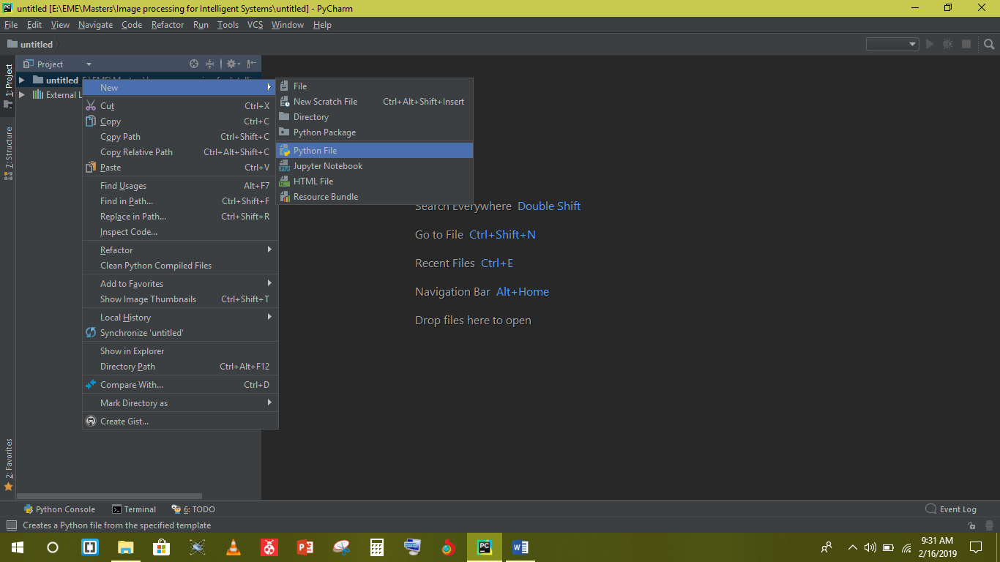 untitled [E:\EME\Masters\Image processing for Intelligent Systems\untitled] - PyCharm
File Edit View Navigate Code Refactor Run Tools VCS Window Help
untitled
1: Project
Project
untitled
External L
New
Cut Ctrl+X
Copy Ctrl+C
Copy Path Ctrl+Shift+C
Copy Relative Path Ctrl+Alt+Shift+C
Paste Ctrl+V
Find Usages Alt+F7
Find in Path... Ctrl+Shift+F
Replace in Path... Ctrl+Shift+R
Inspect Code...
Refactor
Clean Python Compiled Files
Add to Favorites
Show Image Thumbnails Ctrl+Shift+T
Local History
Synchronize 'untitled'
Show in Explorer
Directory Path Ctrl+Alt+F12
Compare With... Ctrl+D
Mark Directory as
Create Gist...
File
New Scratch File Ctrl+Alt+Shift+Insert
Directory
Python Package
Python File
Jupyter Notebook
HTML File
Resource Bundle
Search Everywhere Double Shift
Go to File Ctrl+Shift+N
Recent Files Ctrl+E
Navigation Bar Alt+Home
Drop files here to open
7: Structure
2: Favorites
Python Console Terminal 6: TODO Event Log
Creates a Python file from the specified template
9:31 AM
2/16/2019